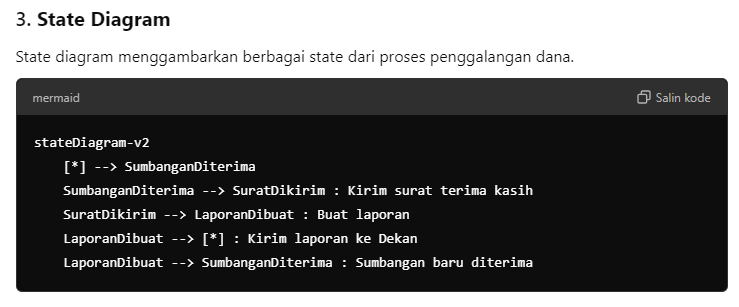 3. State Diagram
State diagram menggambarkan berbagai state dari proses penggalangan dana.
mermaid
Salin kode
stateDiagram-v2
[*] --> SumbanganDiterima
SumbanganDiterima --> SuratDikirim : Kirim surat terima kasih
SuratDikirim --> LaporanDibuat : Buat laporan
LaporanDibuat --> [*] : Kirim laporan ke Dekan
LaporanDibuat --> SumbanganDiterima : Sumbangan baru diterima